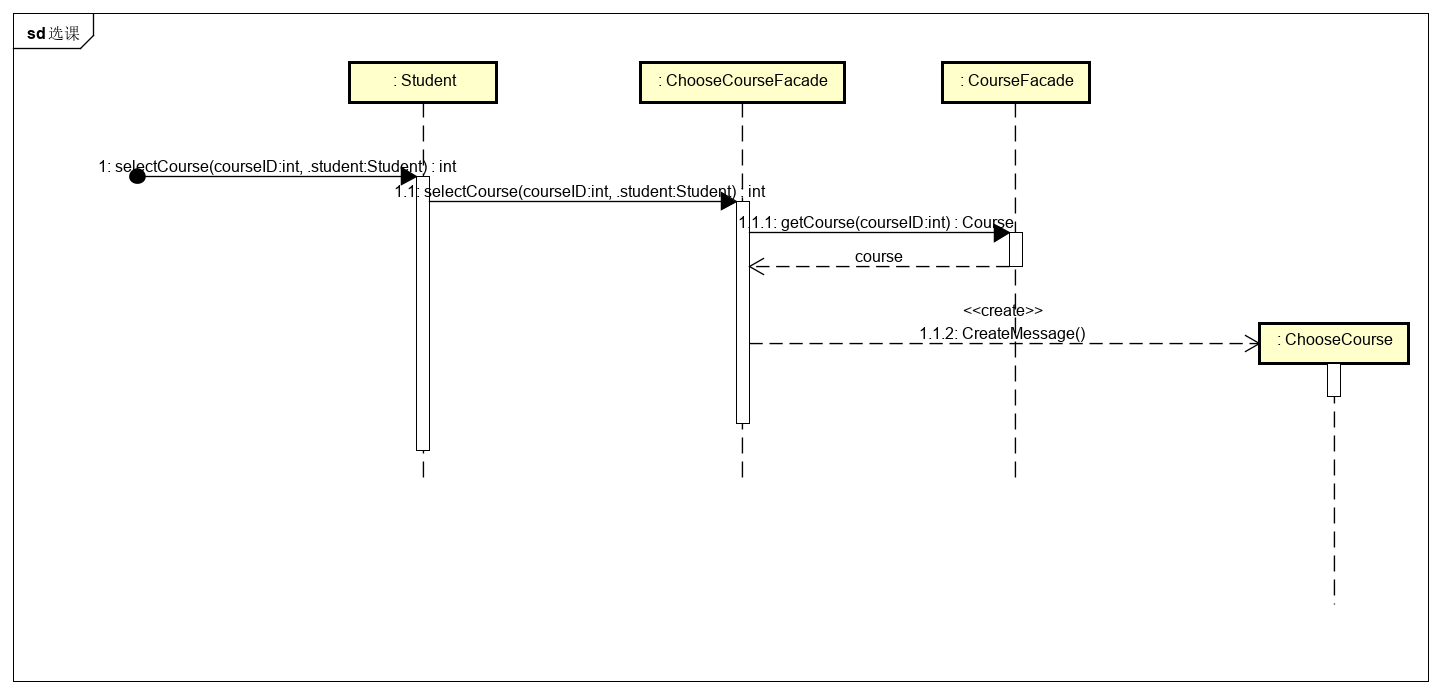 sd 选课
: Student
: ChooseCourseFacade
: CourseFacade
1: selectCourse(courseID:int, .student:Student) : int
1.1: selectCourse(courseID:int, .student:Student) : int
1.1.1: getCourse(courseID:int) : Course
course
<<create>>
1.1.2: CreateMessage()
: ChooseCourse